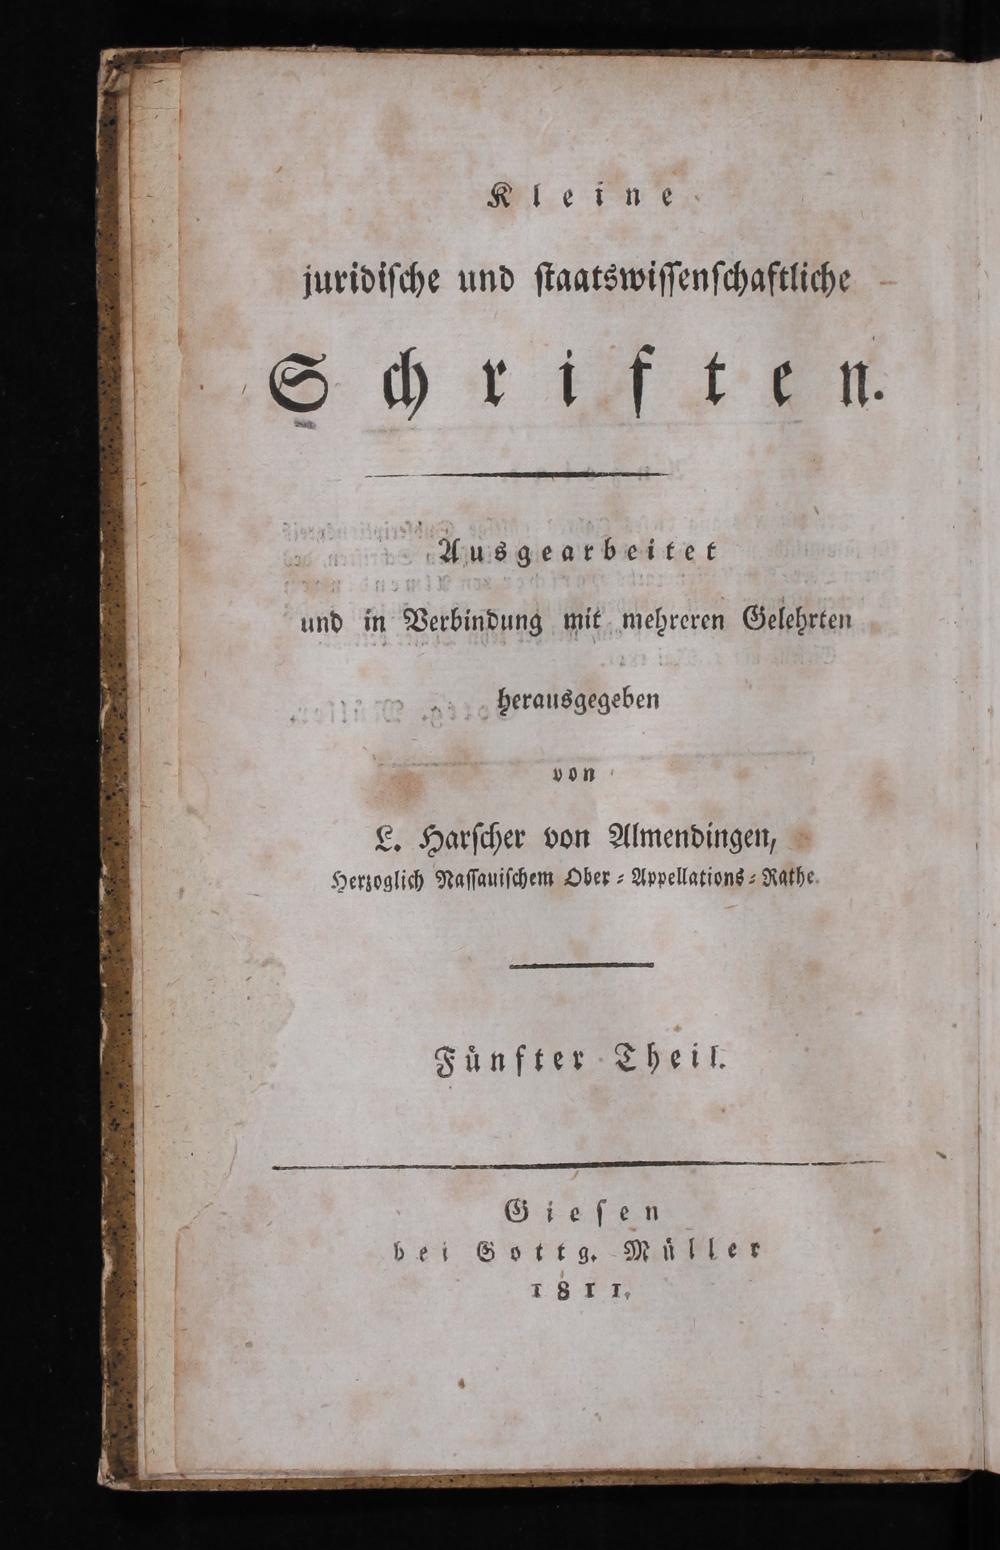 Kleine
juridische und staatswissenschaftliche
Schriften.
Ausgearbeitet
und in Verbindung mit mehreren Gelehrten
herausgegeben
von
L. Harscher von Almendingen,
Herzoglich Nassauischem Ober-Appellations-Rathe.
Fünfter Theil.
Giesen
bei Gottg. Müller
1811.